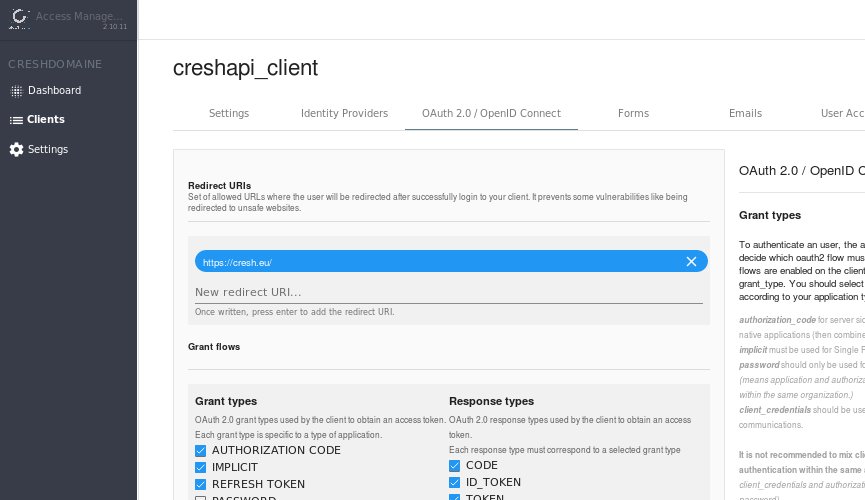 Access Manage...
2.10.11
CRESHDOMAINE
Dashboard
Clients
Settings
creshapi_client
Settings
Identity Providers
OAuth 2.0 / OpenID Connect
Forms
Emails
User Acc
Redirect URIs
Set of allowed URLs where the user will be redirected after successfully login to your client. It prevents some vulnerabilities like being
redirected to unsafe websites.
https://cresh.eu/
New redirect URI...
Once written, press enter to add the redirect URI.
Grant flows
Grant types
OAuth 2.0 grant types used by the client to obtain an access token.
Each grant type is specific to a type of application.
AUTHORIZATION CODE
IMPLICIT
REFRESH TOKEN
PASSWORD
Response types
OAuth 2.0 response types used by the client to obtain an access
token.
Each response type must correspond to a selected grant type
CODE
ID_TOKEN
TOKEN
OAuth 2.0 / OpenID C
Grant types
To authenticate an user, the a
decide which oauth2 flow mus
flows are enabled on the client
grant_type. You should select
according to your application t
authorization_code for server sid
native applications (then combine
implicit must be used for Single P
password should only be used fo
(means application and authoriza
within the same organization.)
client_credentials should be use
communications.
It is not recommended to mix clie
authentication within the same
client_credentials and authorizati
password)